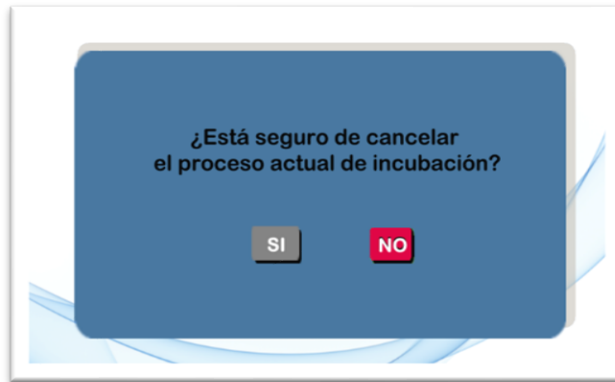 ¿Está seguro de cancelar
el proceso actual de incubación?
SI NO